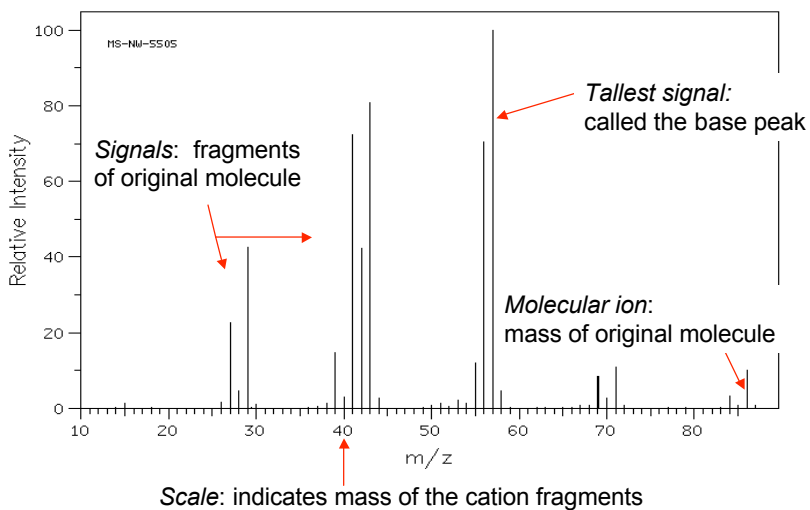 MS-NW-5505
Relative Intensity
100
80
60
40
20
0
Signals: fragments
of original molecule
Tallest signal:
called the base peak
Molecular ion:
mass of original molecule
10 20 30 40 50 60 70 80
m/z
Scale: indicates mass of the cation fragments